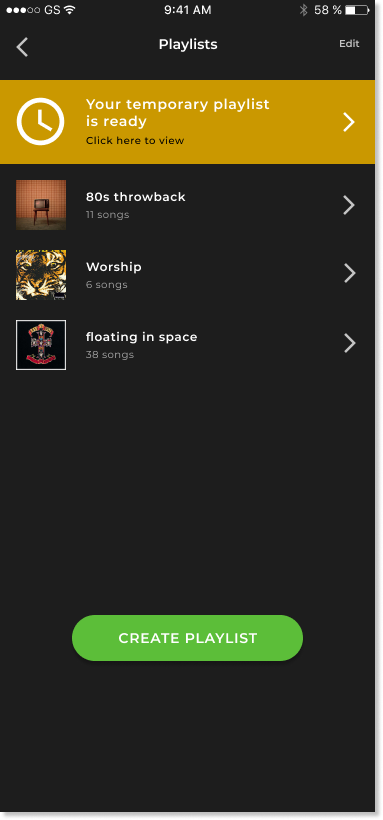 GS 9:41 AM 58 %
Playlists Edit
Your temporary playlist
is ready
Click here to view
80s throwback
11 songs
Worship
6 songs
floating in space
38 songs
CREATE PLAYLIST